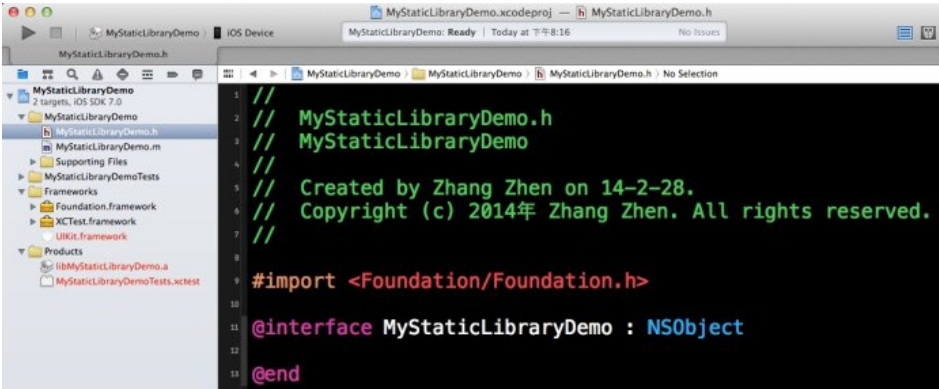 MyStaticLibraryDemo.xcodeproj — MyStaticLibraryDemo.h
MyStaticLibraryDemo iOS Device
MyStaticLibraryDemo: Ready | Today at 下午8:16 No Issues
MyStaticLibraryDemo.h
MyStaticLibraryDemo MyStaticLibraryDemo MyStaticLibraryDemo.h No Selection
MyStaticLibraryDemo
2 targets, iOS SDK 7.0
MyStaticLibraryDemo
MyStaticLibraryDemo.h
MyStaticLibraryDemo.m
Supporting Files
MyStaticLibraryDemoTests
Frameworks
Foundation.framework
XCTest.framework
UIKit.framework
Products
libMyStaticLibraryDemo.a
MyStaticLibraryDemoTests.xctest
1 //
2 // MyStaticLibraryDemo.h
3 // MyStaticLibraryDemo
4 //
5 // Created by Zhang Zhen on 14-2-28.
6 // Copyright (c) 2014年 Zhang Zhen. All rights reserved.
7 //
8
9 #import <Foundation/Foundation.h>
10
11 @interface MyStaticLibraryDemo : NSObject
12
13 @end